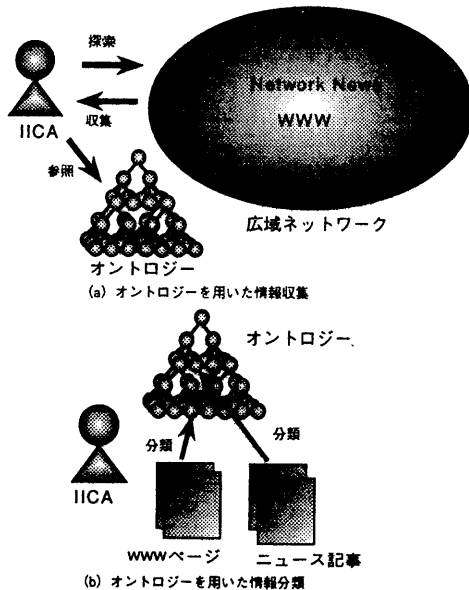 探索
Network News
WWW
収集
IICA
参照
広域ネットワーク
オントロジー
(a) オントロジーを用いた情報収集
オントロジー
分類
分類
IICA
wwwページ
ニュース記事
(b) オントロジーを用いた情報分類